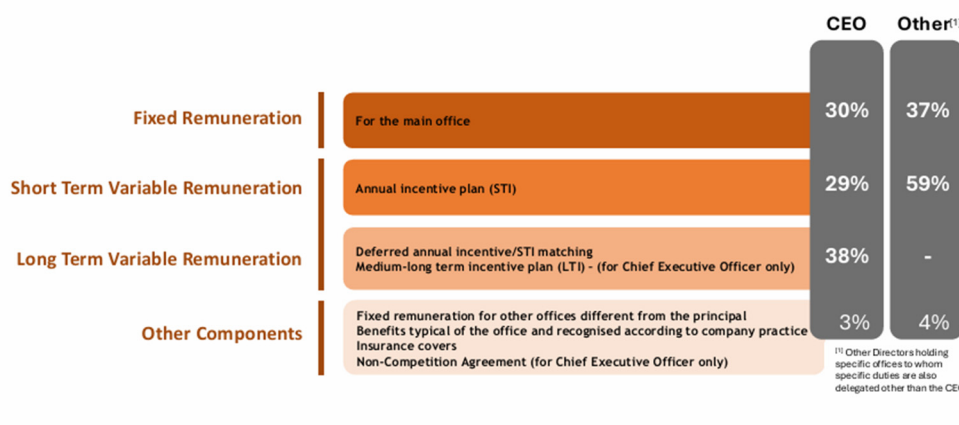 CEO Other[1]
Fixed Remuneration
For the main office
30% 37%
Short Term Variable Remuneration
Annual incentive plan (STI)
29% 59%
Long Term Variable Remuneration
Deferred annual incentive/STI matching
Medium-long term incentive plan (LTI) - (for Chief Executive Officer only)
38% -
Other Components
Fixed remuneration for other offices different from the principal
Benefits typical of the office and recognised according to company practice
Insurance covers
Non-Competition Agreement (for Chief Executive Officer only)
3% 4%
[1] Other Directors holding
specific offices to whom
specific duties are also
delegated other than the CEO